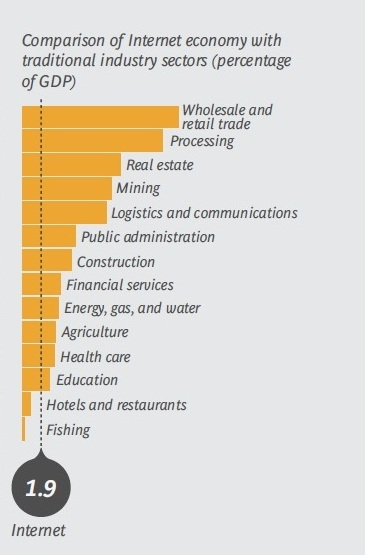 Comparison of Internet economy with
traditional industry sectors (percentage
of GDP)
Wholesale and
retail trade
Processing
Real estate
Mining
Logistics and communications
Public administration
Construction
Financial services
Energy, gas, and water
Agriculture
Health care
Education
Hotels and restaurants
Fishing
1.9
Internet